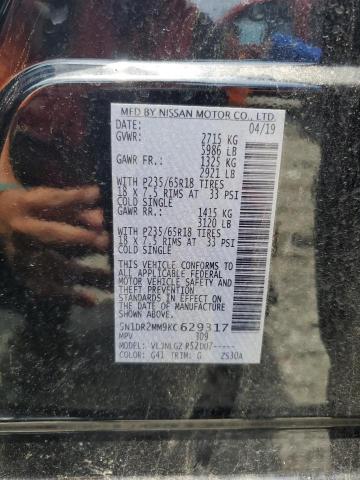 MFD BY NISSAN MOTOR CO., LTD.
DATE: 04/19
GVWR: 2715 KG
5986 LB
GAWR FR.: 1325 KG
2921 LB
WITH P235/65R18 TIRES
18 X 7.5 RIMS AT 33 PSI
COLD SINGLE
GAWR RR.: 1415 KG
3120 LB
WITH P235/65R18 TIRES
18 X 7.5 RIMS AT 33 PSI
COLD SINGLE
THIS VEHICLE CONFORMS TO
ALL APPLICABLE FEDERAL
MOTOR VEHICLE SAFETY
AND THEFT PREVENTION
STANDARDS IN EFFECT ON
THE DATE OF MANUFACTURE
SHOWN ABOVE.
5N1DR2MM9KC629317
MPV 309
MODEL: R52DU7-----
COLOR: G41 TRIM: G 2S30A